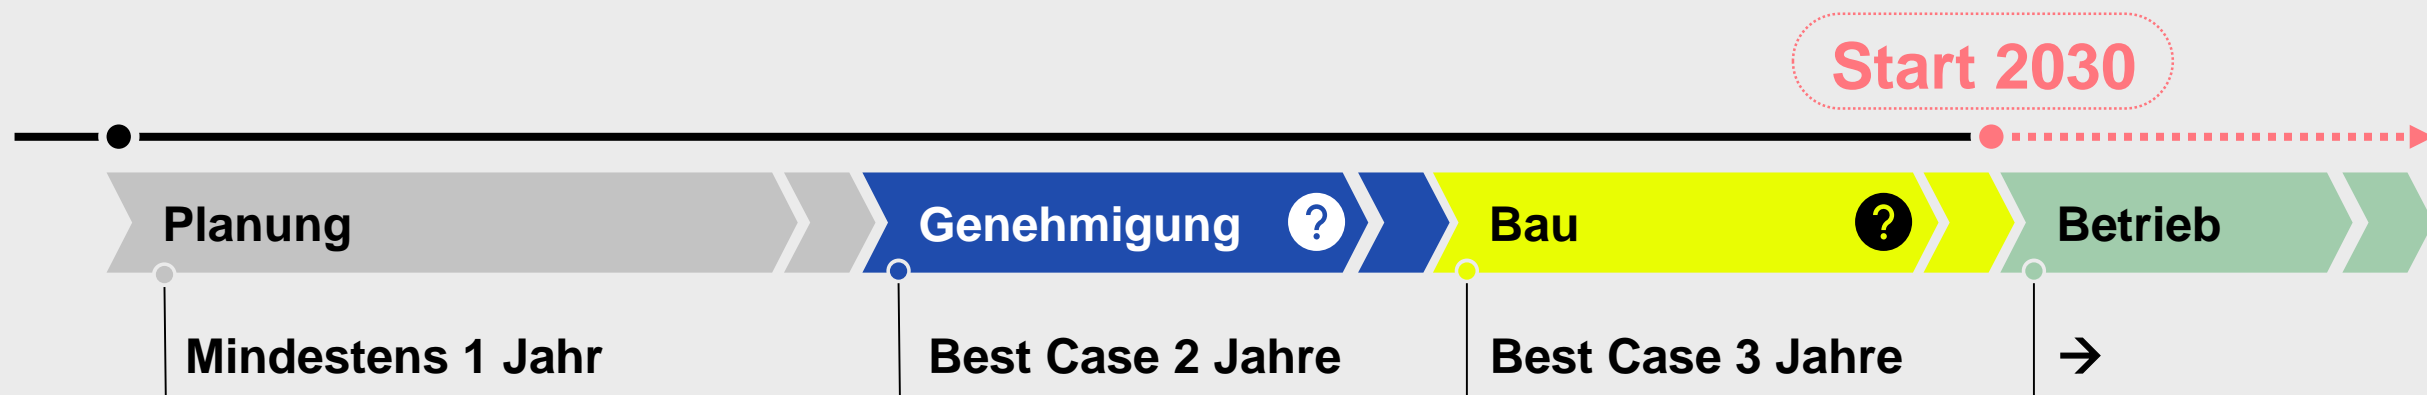 Start 2030
Planung
Genehmigung ?
Bau ?
Betrieb
Mindestens 1 Jahr
Best Case 2 Jahre
Best Case 3 Jahre
→